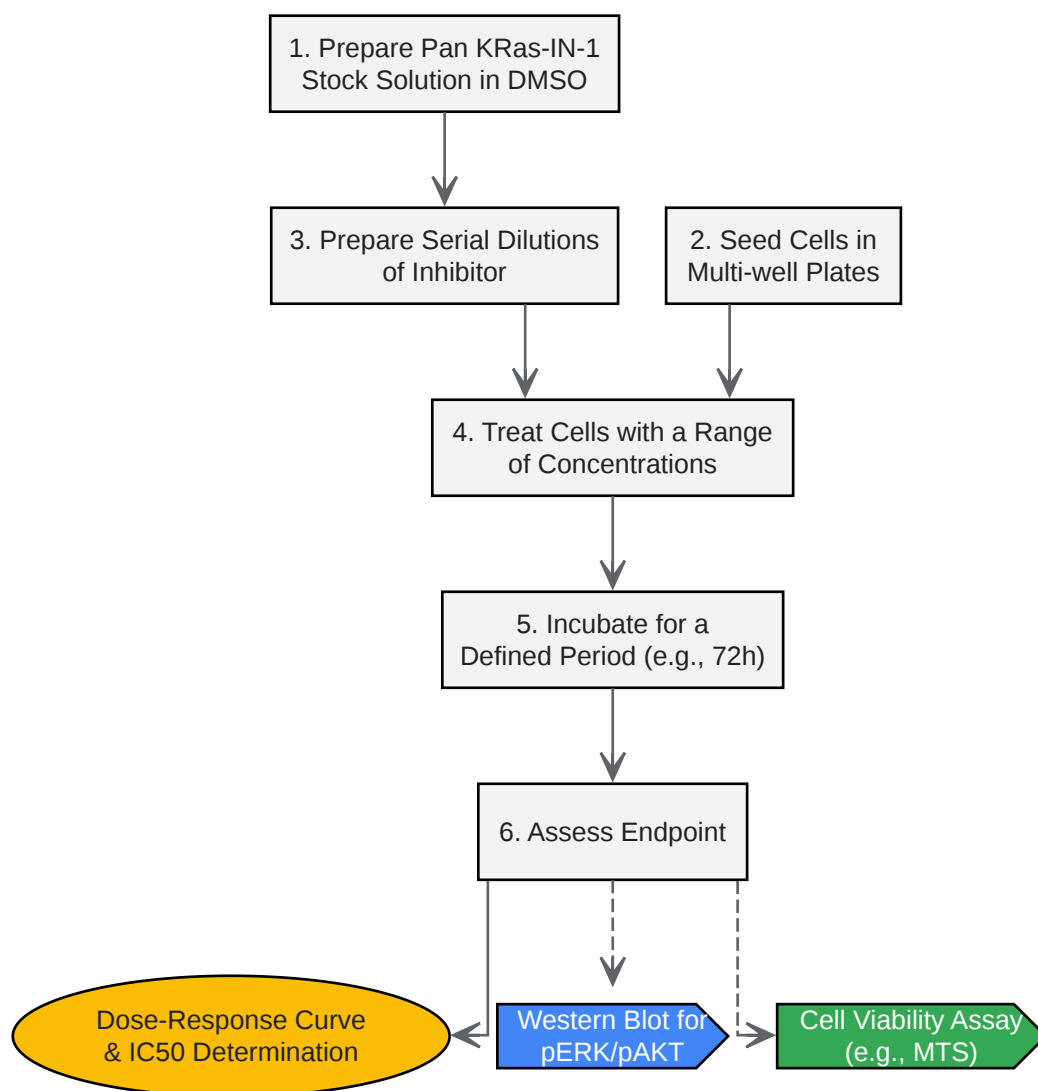 1. Prepare Pan KRas-IN-1
Stock Solution in DMSO
3. Prepare Serial Dilutions
of Inhibitor
2. Seed Cells in
Multi-well Plates
4. Treat Cells with a Range
of Concentrations
5. Incubate for a
Defined Period (e.g., 72h)
6. Assess Endpoint
Dose-Response Curve
& IC50 Determination
Western Blot for
pERK/pAKT
Cell Viability Assay
(e.g., MTS)